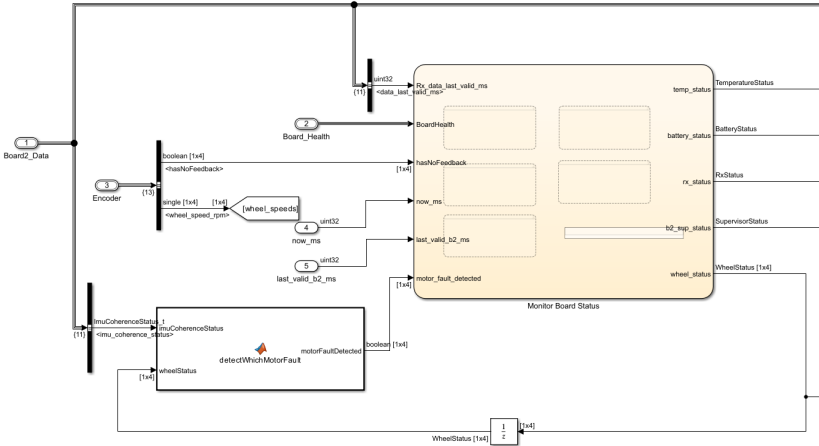 uint32
{11}
<data_last_valid_ms>
Rx_data_last_valid_ms
temp_status
TemperatureStatus
2
Board_Health
BoardHealth
battery_status
BatteryStatus
1
Board2_Data
boolean [1x4]
<hasNoFeedback>
[1x4]
hasNoFeedback
rx_status
RxStatus
3
Encoder
{13}
single [1x4]
[1x4]
<wheel_speed_rpm>
[wheel_speeds]
uint32
4
now_ms
now_ms
b2_sup_status
SupervisorStatus
uint32
5
last_valid_b2_ms
last_valid_b2_ms
[1x4]
motor_fault_detected
wheel_status
WheelStatus [1x4]
Monitor Board Status
{11}
ImuCoherenceStatus_t
<imu_coherence_status>
imuCoherenceStatus
detectWhichMotorFault
motorFaultDetected
boolean [1x4]
[1x4]
wheelStatus
1
z
[1x4]
WheelStatus [1x4]